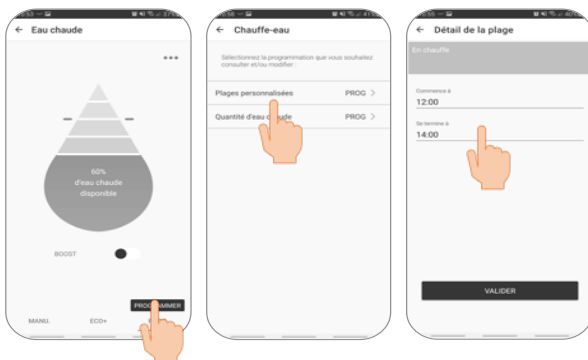 ← Eau chaude
60%
d'eau chaude
disponible
BOOST
MANU.
ECO+
← Chauffe-eau
Sélectionnez la programmation que vous souhaitez
consulter et/ou modifier :
Plages personnalisées PROG >
Quantité d'eau PROG >
← Détail de la plage
En chauffe
Commence à
12:00
Se termine à
14:00
VALIDER